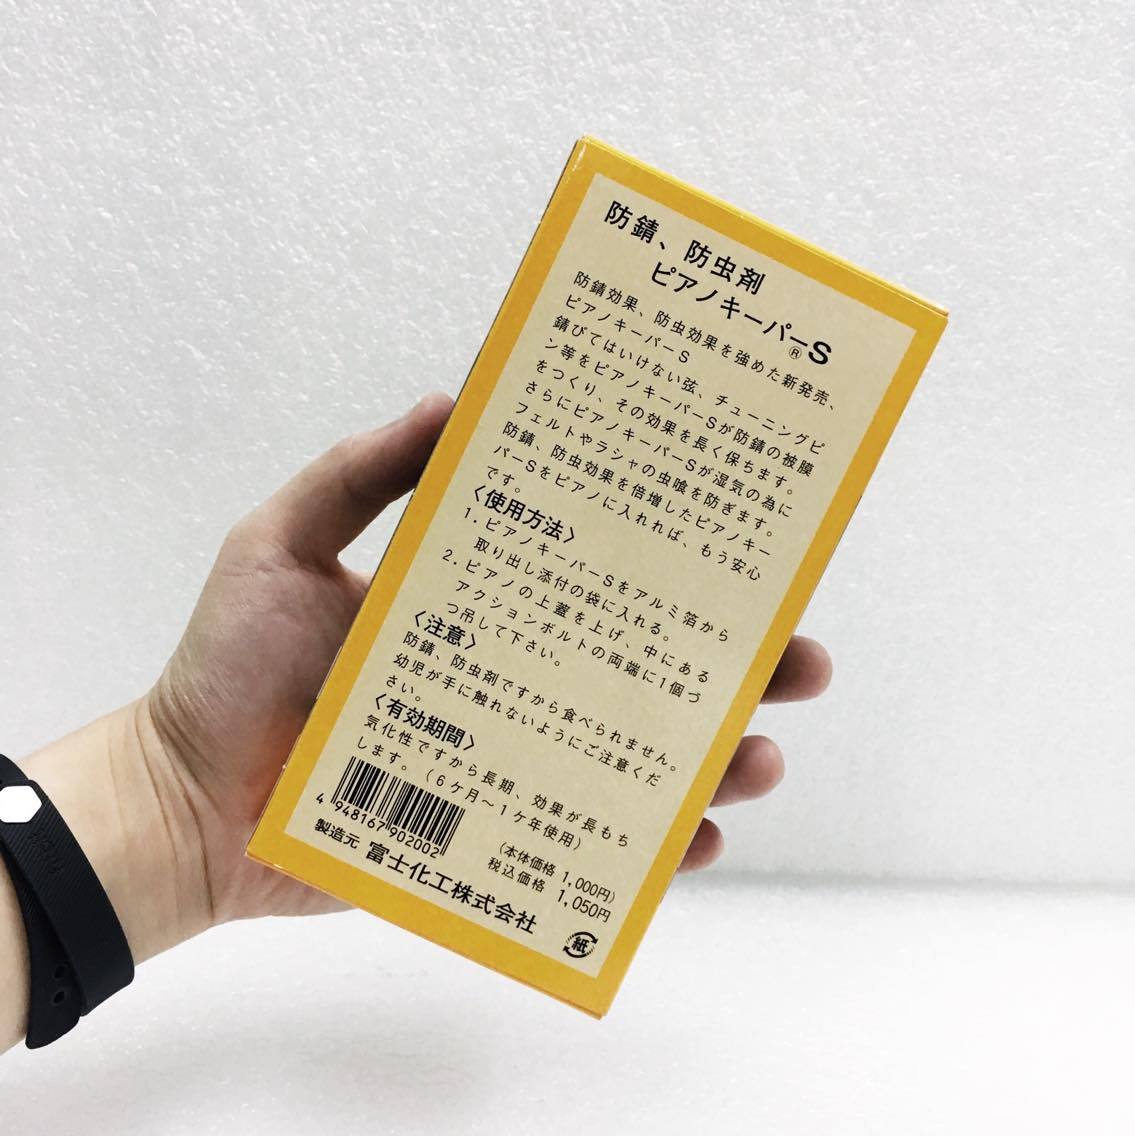 防錆、防虫剤
ピアノキーパー®S
防錆効果、防虫効果を強めた新発売、
ピアノキーパーS
錆びてはいけない弦、チューニングピ
ン等をピアノキーパーSが防錆の被膜
をつくり、その効果を長く保ちます。
さらにピアノキーパーSが湿気の為に
フェルトやラシャの虫喰を防ぎます。
防錆、防虫効果を倍増したピアノキー
パーSをピアノに入れれば、もう安心
です。
〈使用方法〉
1. ピアノキーパーSをアルミ箔から
取り出し添付の袋に入れる。
2. ピアノの上蓋を上げ、中にある
アクションボルトの両端に1個づ
つ吊して下さい。
〈注意〉
防錆、防虫剤ですから食べられません。
幼児が手に触れないようにご注意くだ
さい。
〈有効期間〉
気化性ですから長期、効果が長もち
します。(6ケ月〜1ケ年使用)
4 948167 902002
(本体価格 1,000円)
税込価格 1,050円
製造元 富士化工株式会社
紙